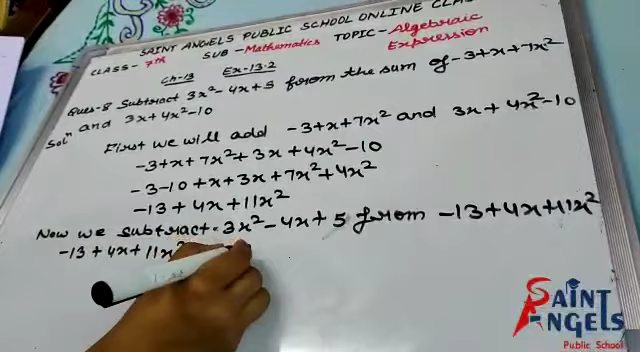 SAINT ANGELS PUBLIC SCHOOL ONLINE CLA
CLASS- 7th SUB- Mathematics TOPIC- Algebraic Expression
Ch-13 Ex-13.2
Ques-8 Subtract 3x²-4x+5 from the sum of -3+x+7x²
and 3x+4x²-10
Solⁿ First we will add -3+x+7x² and 3x+4x²-10
-3+x+7x²+3x+4x²-10
-3-10+x+3x+7x²+4x²
-13+4x+11x²
Now we subtract 3x²-4x+5 from -13+4x+11x²
-13+4x+11x²
SAINT ANGELS
Public School